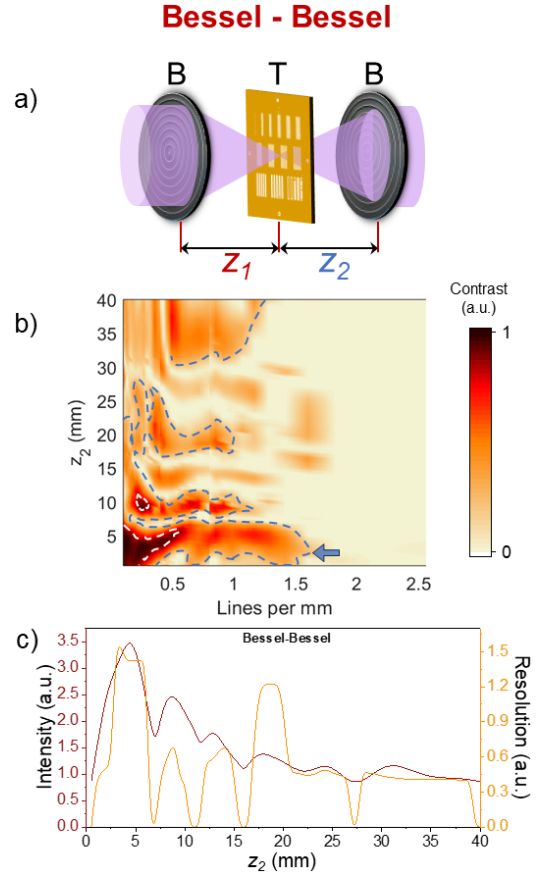 Bessel - Bessel
a)
B T B
z1 z2
b)
Contrast
(a.u.)
1
0
z2 (mm)
40
35
30
25
20
15
10
5
0.5 1 1.5 2 2.5
Lines per mm
c)
Bessel-Bessel
Intensity (a.u.)
3.5
3.0
2.5
2.0
1.5
1.0
0.5
0.0
Resolution (a.u.)
1.5
1.2
0.9
0.6
0.3
0.0
0 5 10 15 20 25 30 35 40
z2 (mm)